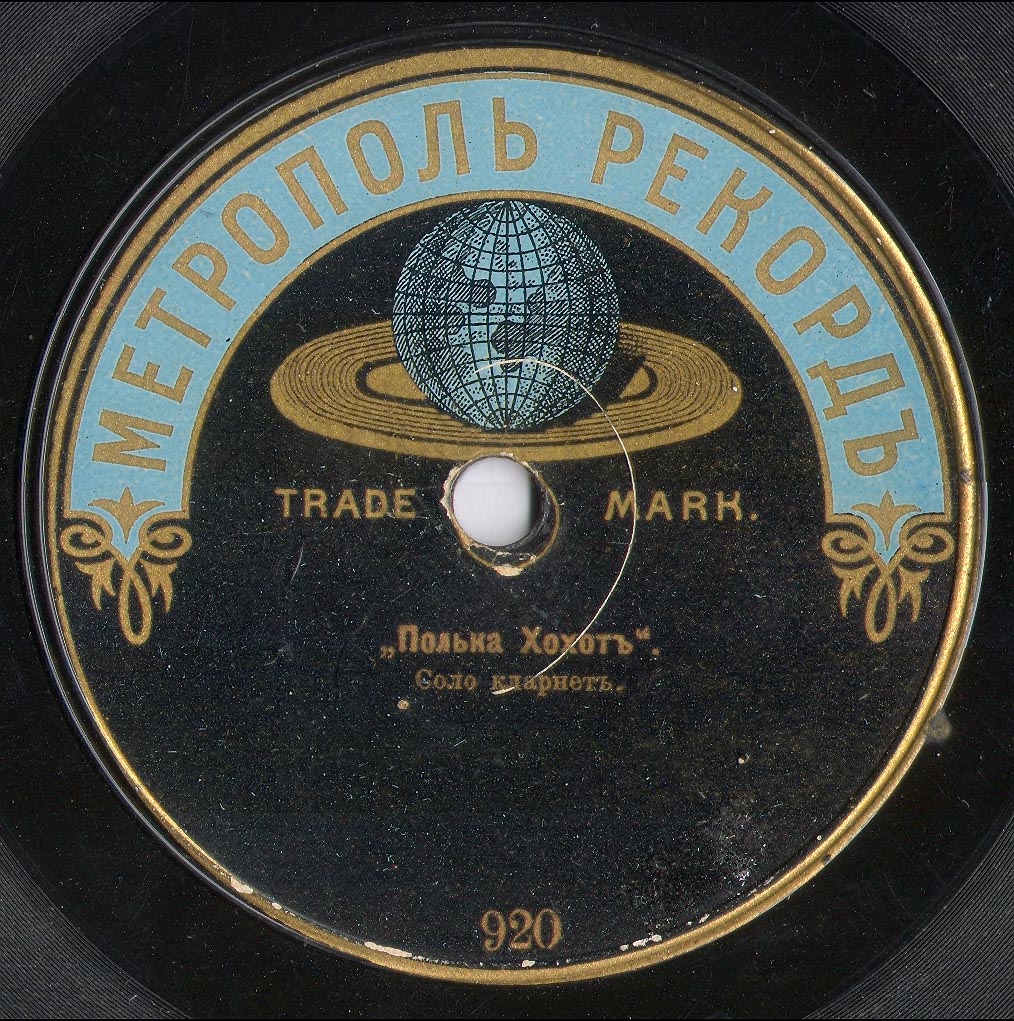 МЕТРОПОЛЬ РЕКОРДЪ
TRADE MARK.
„Полька Хохотъ“.
Соло кларнетъ.
920